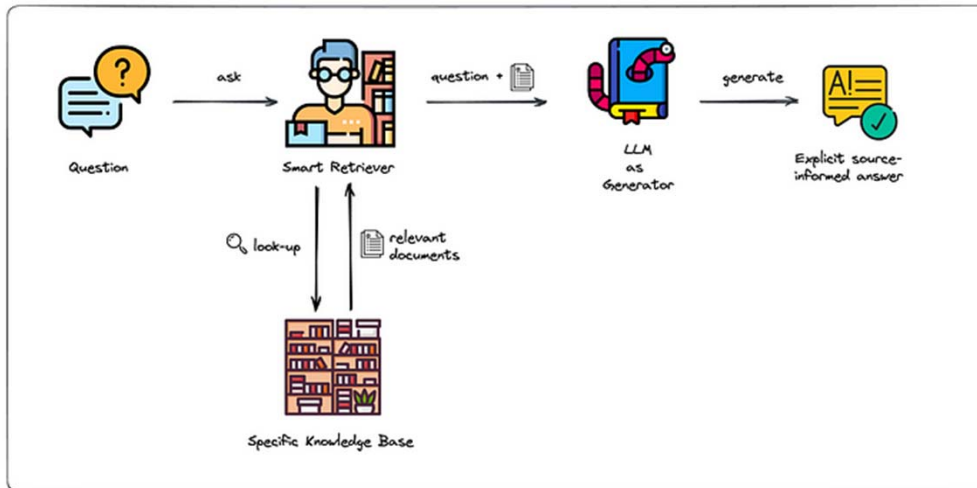 ?
ask
question +
A!
generate
Question
Smart Retriever
LLM
as
Generator
Explicit source-
informed answer
look-up
relevant
documents
Specific Knowledge Base